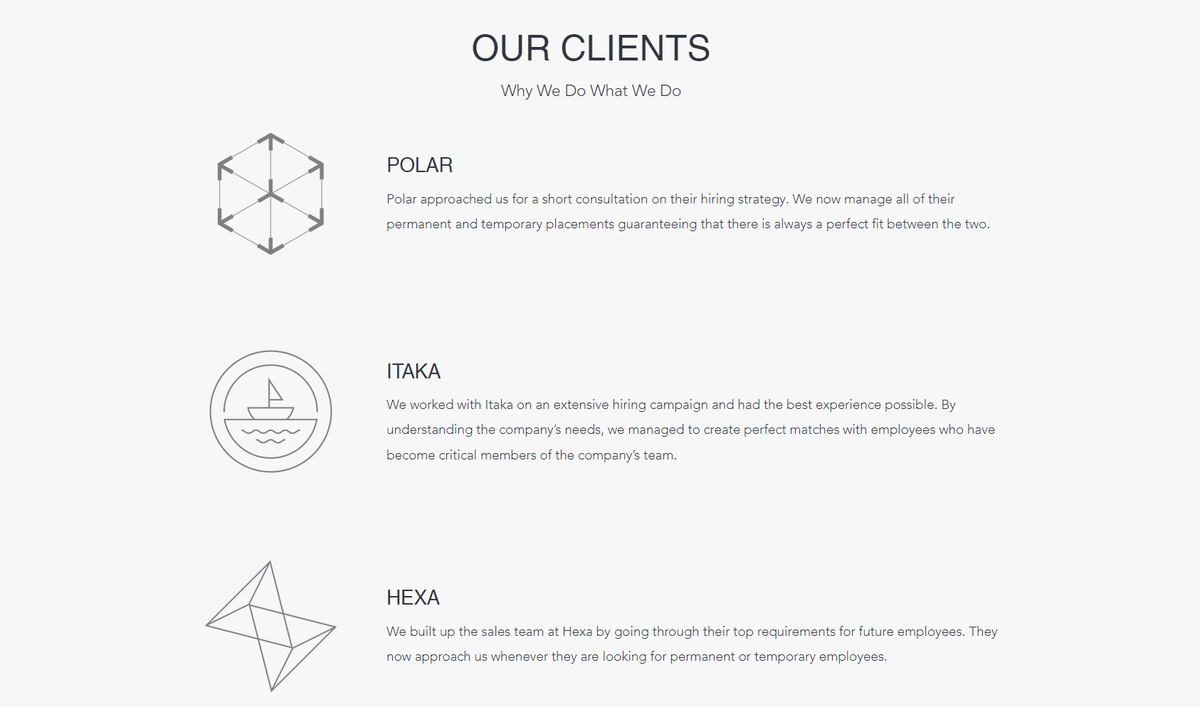 OUR CLIENTS
Why We Do What We Do
POLAR
Polar approached us for a short consultation on their hiring strategy. We now manage all of their
permanent and temporary placements guaranteeing that there is always a perfect fit between the two.
ITAKA
We worked with Itaka on an extensive hiring campaign and had the best experience possible. By
understanding the company’s needs, we managed to create perfect matches with employees who have
become critical members of the company’s team.
HEXA
We built up the sales team at Hexa by going through their top requirements for future employees. They
now approach us whenever they are looking for permanent or temporary employees.